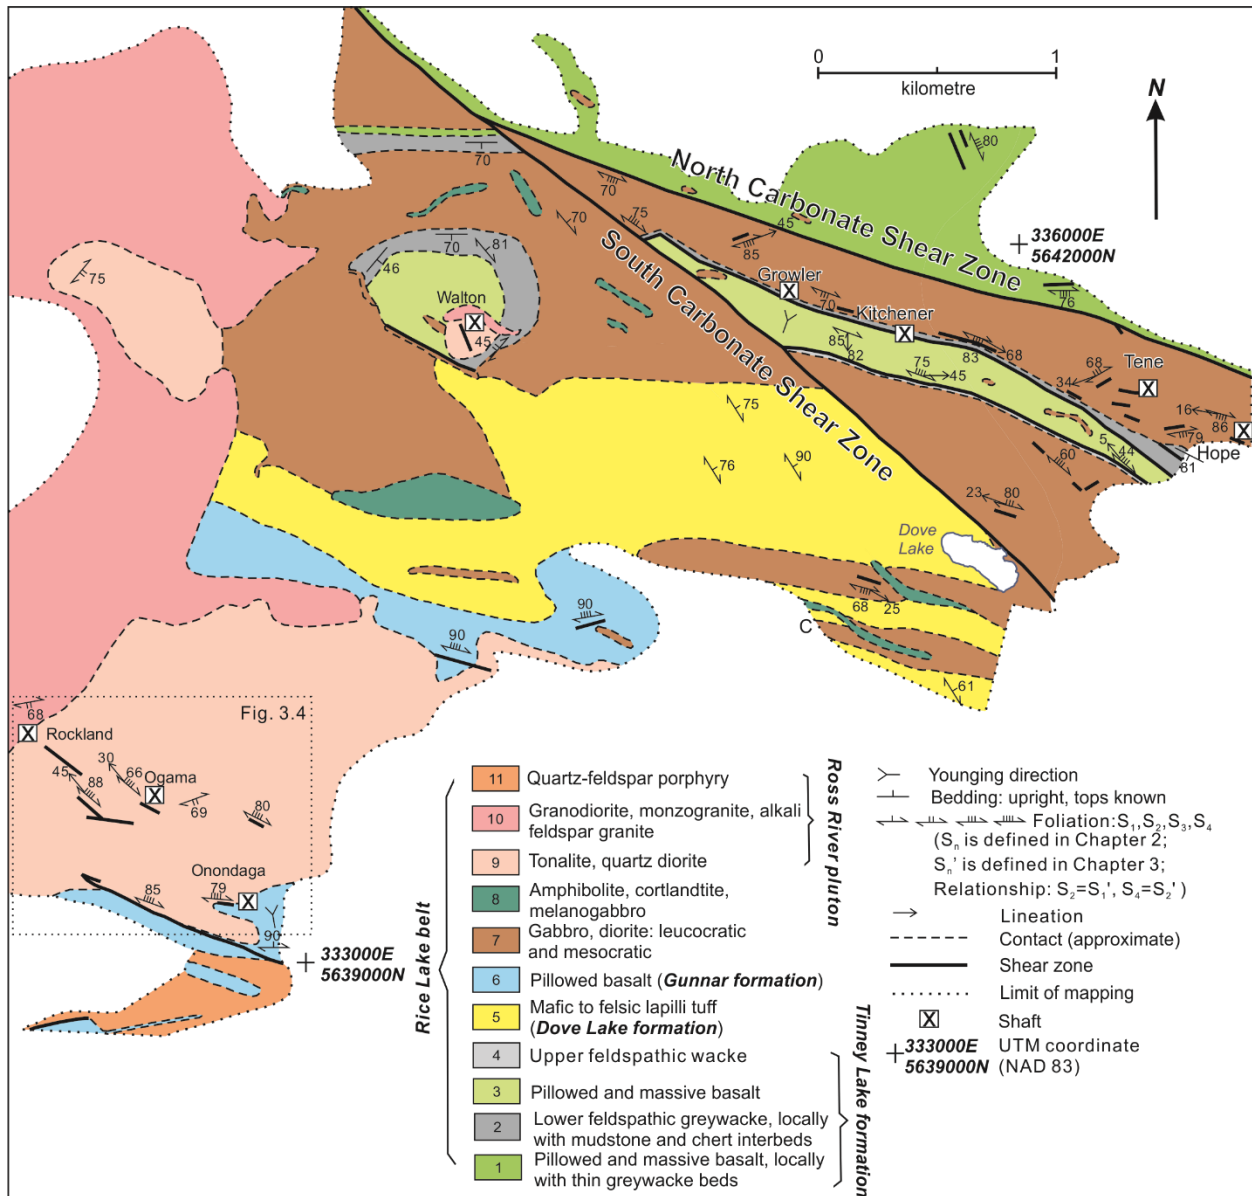 0
1
kilometre
N
80
North Carbonate Shear Zone
70
70
70
75
45
85
336000E
5642000N
76
South Carbonate Shear Zone
70
81
46
Walton
45
75
Growler
70
Kitchener
85
82
75
45
83
68
Tene
68
34
16
86
79
Hope
81
5
44
60
75
76
90
23
80
Dove
Lake
68
25
C
61
90
90
Fig. 3.4
68
Rockland
30
45
66
88
Ogama
69
80
Onondaga
85
79
90
333000E
5639000N
Rice Lake belt
11 Quartz-feldspar porphyry
10 Granodiorite, monzogranite, alkali
feldspar granite
9 Tonalite, quartz diorite
Ross River pluton
8 Amphibolite, cortlandtite,
melanogabbro
7 Gabbro, diorite: leucocratic
and mesocratic
6 Pillowed basalt (Gunnar formation)
5 Mafic to felsic lapilli tuff
(Dove Lake formation)
4 Upper feldspathic wacke
3 Pillowed and massive basalt
2 Lower feldspathic greywacke, locally
with mudstone and chert interbeds
1 Pillowed and massive basalt, locally
with thin greywacke beds
Tinney Lake formation
Younging direction
Bedding: upright, tops known
Foliation:S₁,S₂,S₃,S₄
(Sₙ is defined in Chapter 2;
Sₙ' is defined in Chapter 3;
Relationship: S₂=S₁', S₄=S₂' )
Lineation
Contact (approximate)
Shear zone
Limit of mapping
Shaft
333000E UTM coordinate
5639000N (NAD 83)